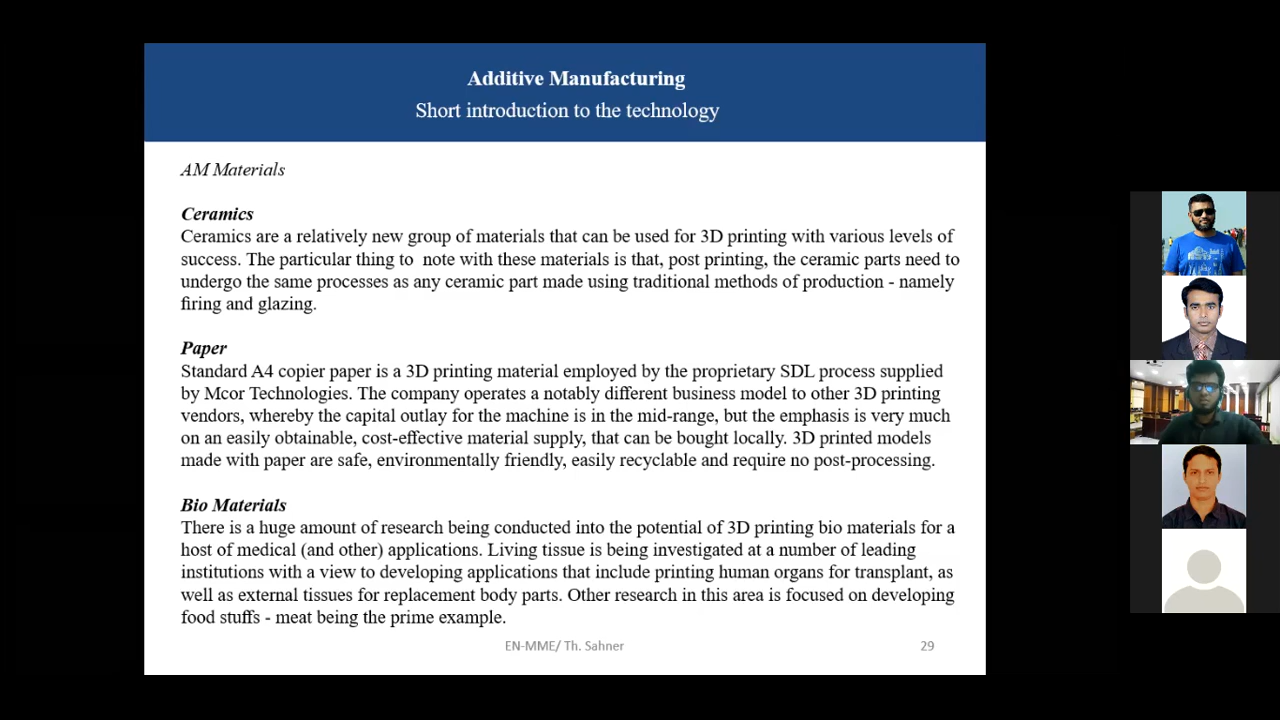 Additive Manufacturing
Short introduction to the technology
AM Materials
Ceramics
Ceramics are a relatively new group of materials that can be used for 3D printing with various levels of
success. The particular thing to note with these materials is that, post printing, the ceramic parts need to
undergo the same processes as any ceramic part made using traditional methods of production - namely
firing and glazing.
Paper
Standard A4 copier paper is a 3D printing material employed by the proprietary SDL process supplied
by Mcor Technologies. The company operates a notably different business model to other 3D printing
vendors, whereby the capital outlay for the machine is in the mid-range, but the emphasis is very much
on an easily obtainable, cost-effective material supply, that can be bought locally. 3D printed models
made with paper are safe, environmentally friendly, easily recyclable and require no post-processing.
Bio Materials
There is a huge amount of research being conducted into the potential of 3D printing bio materials for a
host of medical (and other) applications. Living tissue is being investigated at a number of leading
institutions with a view to developing applications that include printing human organs for transplant, as
well as external tissues for replacement body parts. Other research in this area is focused on developing
food stuffs - meat being the prime example.
EN-MME/ Th. Sahner
29